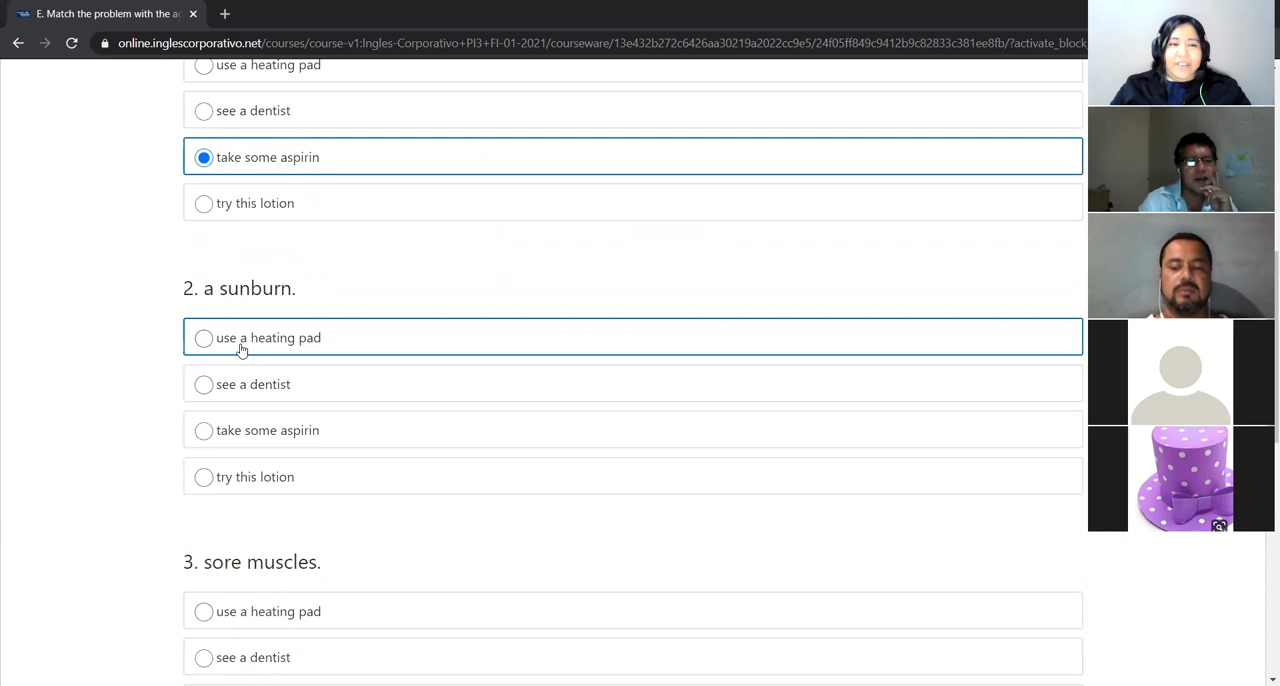 E. Match the problem with the ac
online.inglescorporativo.net/courses/course-v1:Ingles-Corporativo+PI3+FI-01-2021/courseware/13e432b272c6426aa30219a2022cc9e5/24f05ff849c9412b9c82833c381ee8fb/?activate_block
use a heating pad
see a dentist
take some aspirin
try this lotion
2. a sunburn.
use a heating pad
see a dentist
take some aspirin
try this lotion
3. sore muscles.
use a heating pad
see a dentist